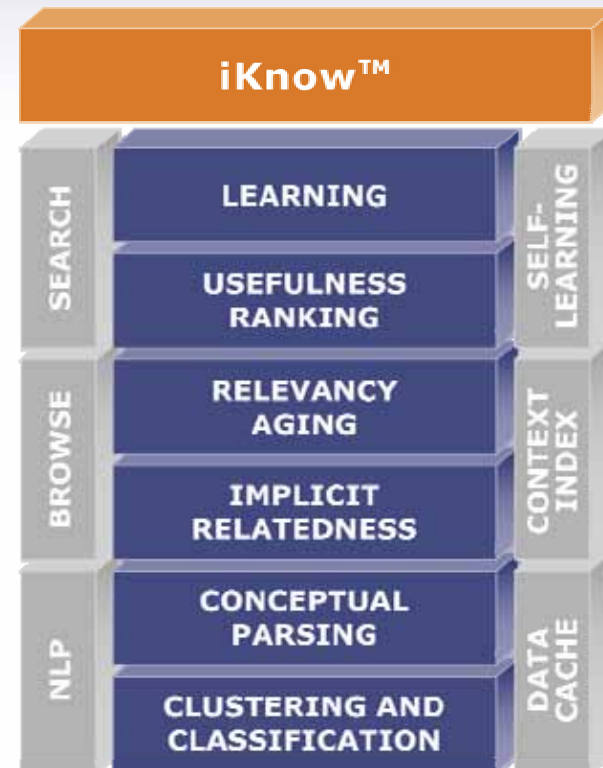 iKnow™
SEARCH
LEARNING
SELF-
LEARNING
USEFULNESS
RANKING
BROWSE
RELEVANCY
AGING
CONTEXT
INDEX
IMPLICIT
RELATEDNESS
NLP
CONCEPTUAL
PARSING
DATA
CACHE
CLUSTERING AND
CLASSIFICATION